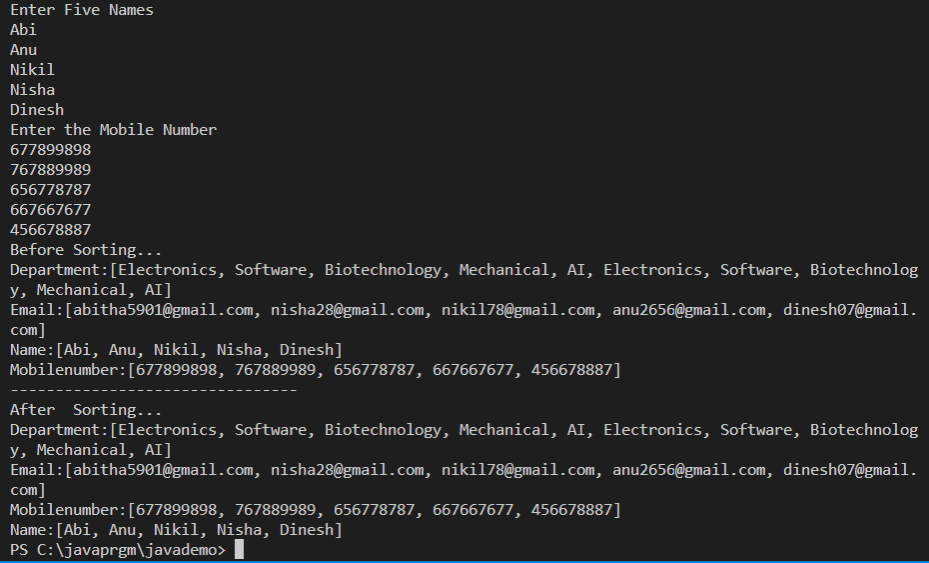 Enter Five Names
Abi
Anu
Nikil
Nisha
Dinesh
Enter the Mobile Number
677899898
767889989
656778787
667667677
456678887
Before Sorting...
Department:[Electronics, Software, Biotechnology, Mechanical, AI, Electronics, Software, Biotechnolog
y, Mechanical, AI]
Email:[abitha5901@gmail.com, nisha28@gmail.com, nikil78@gmail.com, anu2656@gmail.com, dinesh07@gmail.
com]
Name:[Abi, Anu, Nikil, Nisha, Dinesh]
Mobilenumber:[677899898, 767889989, 656778787, 667667677, 456678887]
--------------------------------
After  Sorting...
Department:[Electronics, Software, Biotechnology, Mechanical, AI, Electronics, Software, Biotechnolog
y, Mechanical, AI]
Email:[abitha5901@gmail.com, nisha28@gmail.com, nikil78@gmail.com, anu2656@gmail.com, dinesh07@gmail.
com]
Mobilenumber:[677899898, 767889989, 656778787, 667667677, 456678887]
Name:[Abi, Anu, Nikil, Nisha, Dinesh]
PS C:\javaprgm\javademo>